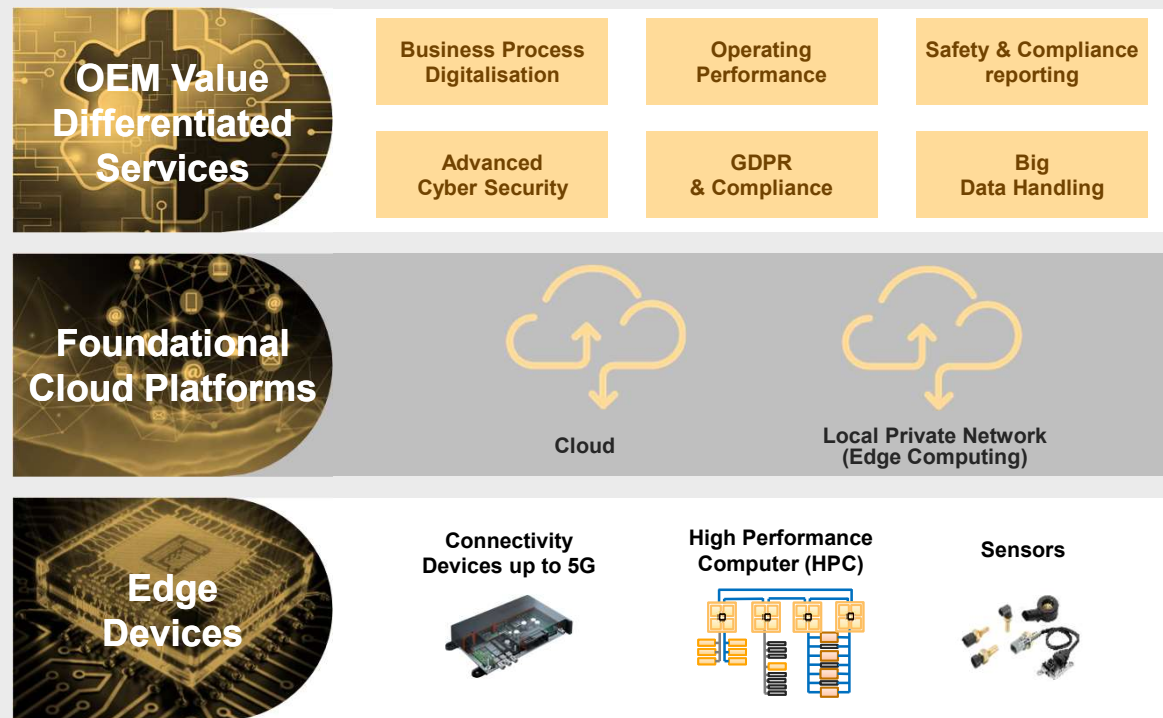 OEM Value
Differentiated
Services
Business Process
Digitalisation
Operating
Performance
Safety & Compliance
reporting
Advanced
Cyber Security
GDPR
& Compliance
Big
Data Handling
Foundational
Cloud Platforms
Cloud
Local Private Network
(Edge Computing)
Edge
Devices
Connectivity
Devices up to 5G
High Performance
Computer (HPC)
Sensors